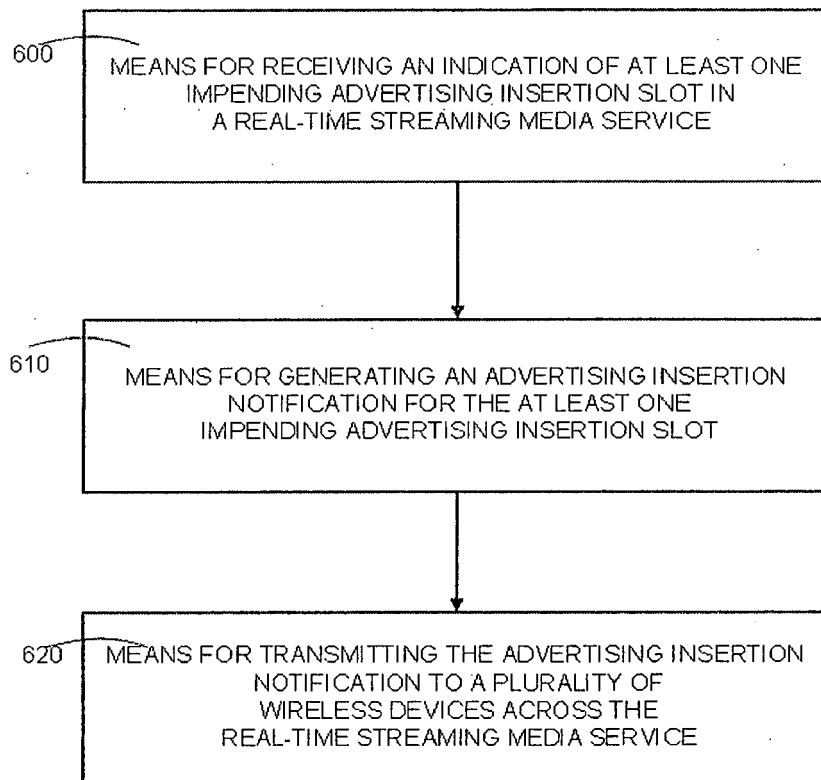 600
MEANS FOR RECEIVING AN INDICATION OF AT LEAST ONE
IMPENDING ADVERTISING INSERTION SLOT IN
A REAL-TIME STREAMING MEDIA SERVICE
610
MEANS FOR GENERATING AN ADVERTISING INSERTION
NOTIFICATION FOR THE AT LEAST ONE
IMPENDING ADVERTISING INSERTION SLOT
620
MEANS FOR TRANSMITTING THE ADVERTISING INSERTION
NOTIFICATION TO A PLURALITY OF
WIRELESS DEVICES ACROSS THE
REAL-TIME STREAMING MEDIA SERVICE